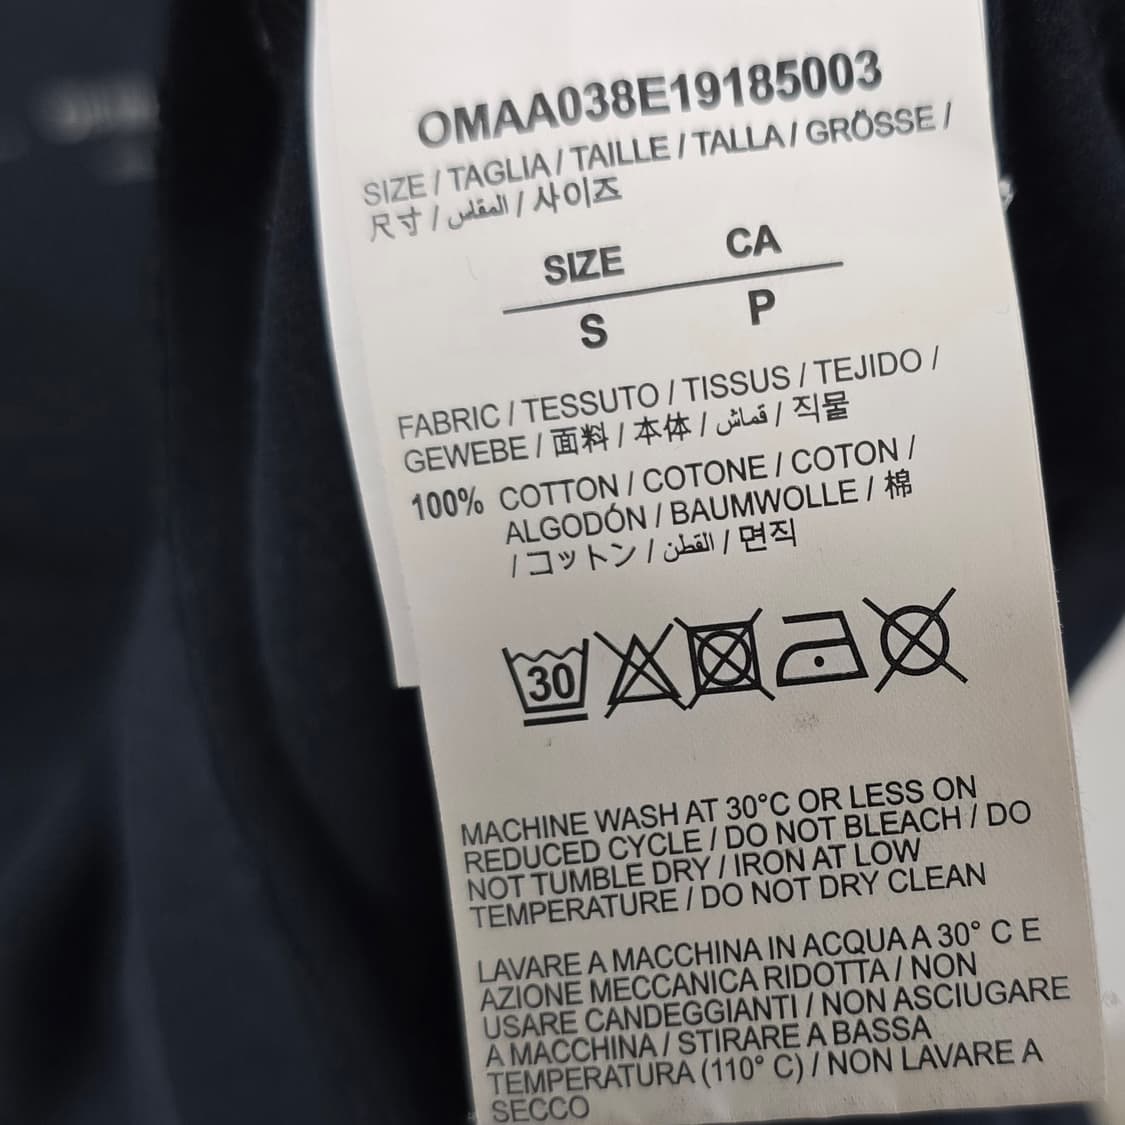 OMAA038E19185003
SIZE / TAGLIA / TAILLE / TALLA / GRÖSSE /
尺寸 / المقاس / 사이즈
SIZE CA
S P
FABRIC / TESSUTO / TISSUS / TEJIDO /
GEWEBE / 面料 / 本体 / قماش / 직물
100% COTTON / COTONE / COTON /
ALGODÓN / BAUMWOLLE / 棉
/ コットン / القطن / 면직
30
MACHINE WASH AT 30°C OR LESS ON
REDUCED CYCLE / DO NOT BLEACH / DO
NOT TUMBLE DRY / IRON AT LOW
TEMPERATURE / DO NOT DRY CLEAN
LAVARE A MACCHINA IN ACQUA A 30° C E
AZIONE MECCANICA RIDOTTA / NON
USARE CANDEGGIANTI / NON ASCIUGARE
A MACCHINA / STIRARE A BASSA
TEMPERATURA (110° C) / NON LAVARE A
SECCO